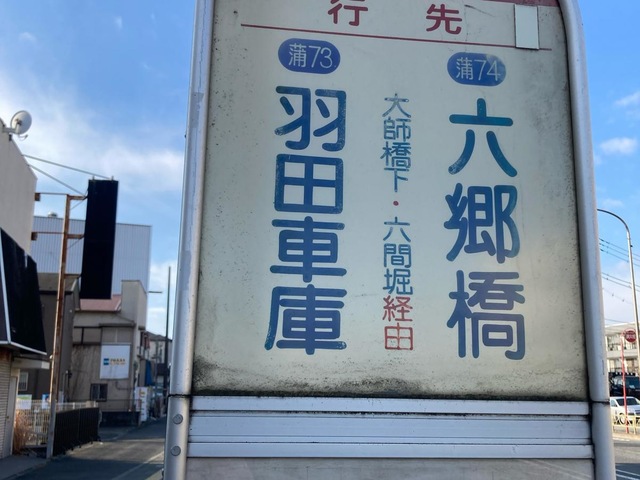 行先
蒲74
六郷橋
大師橋下・六間堀経由
蒲73
羽田車庫